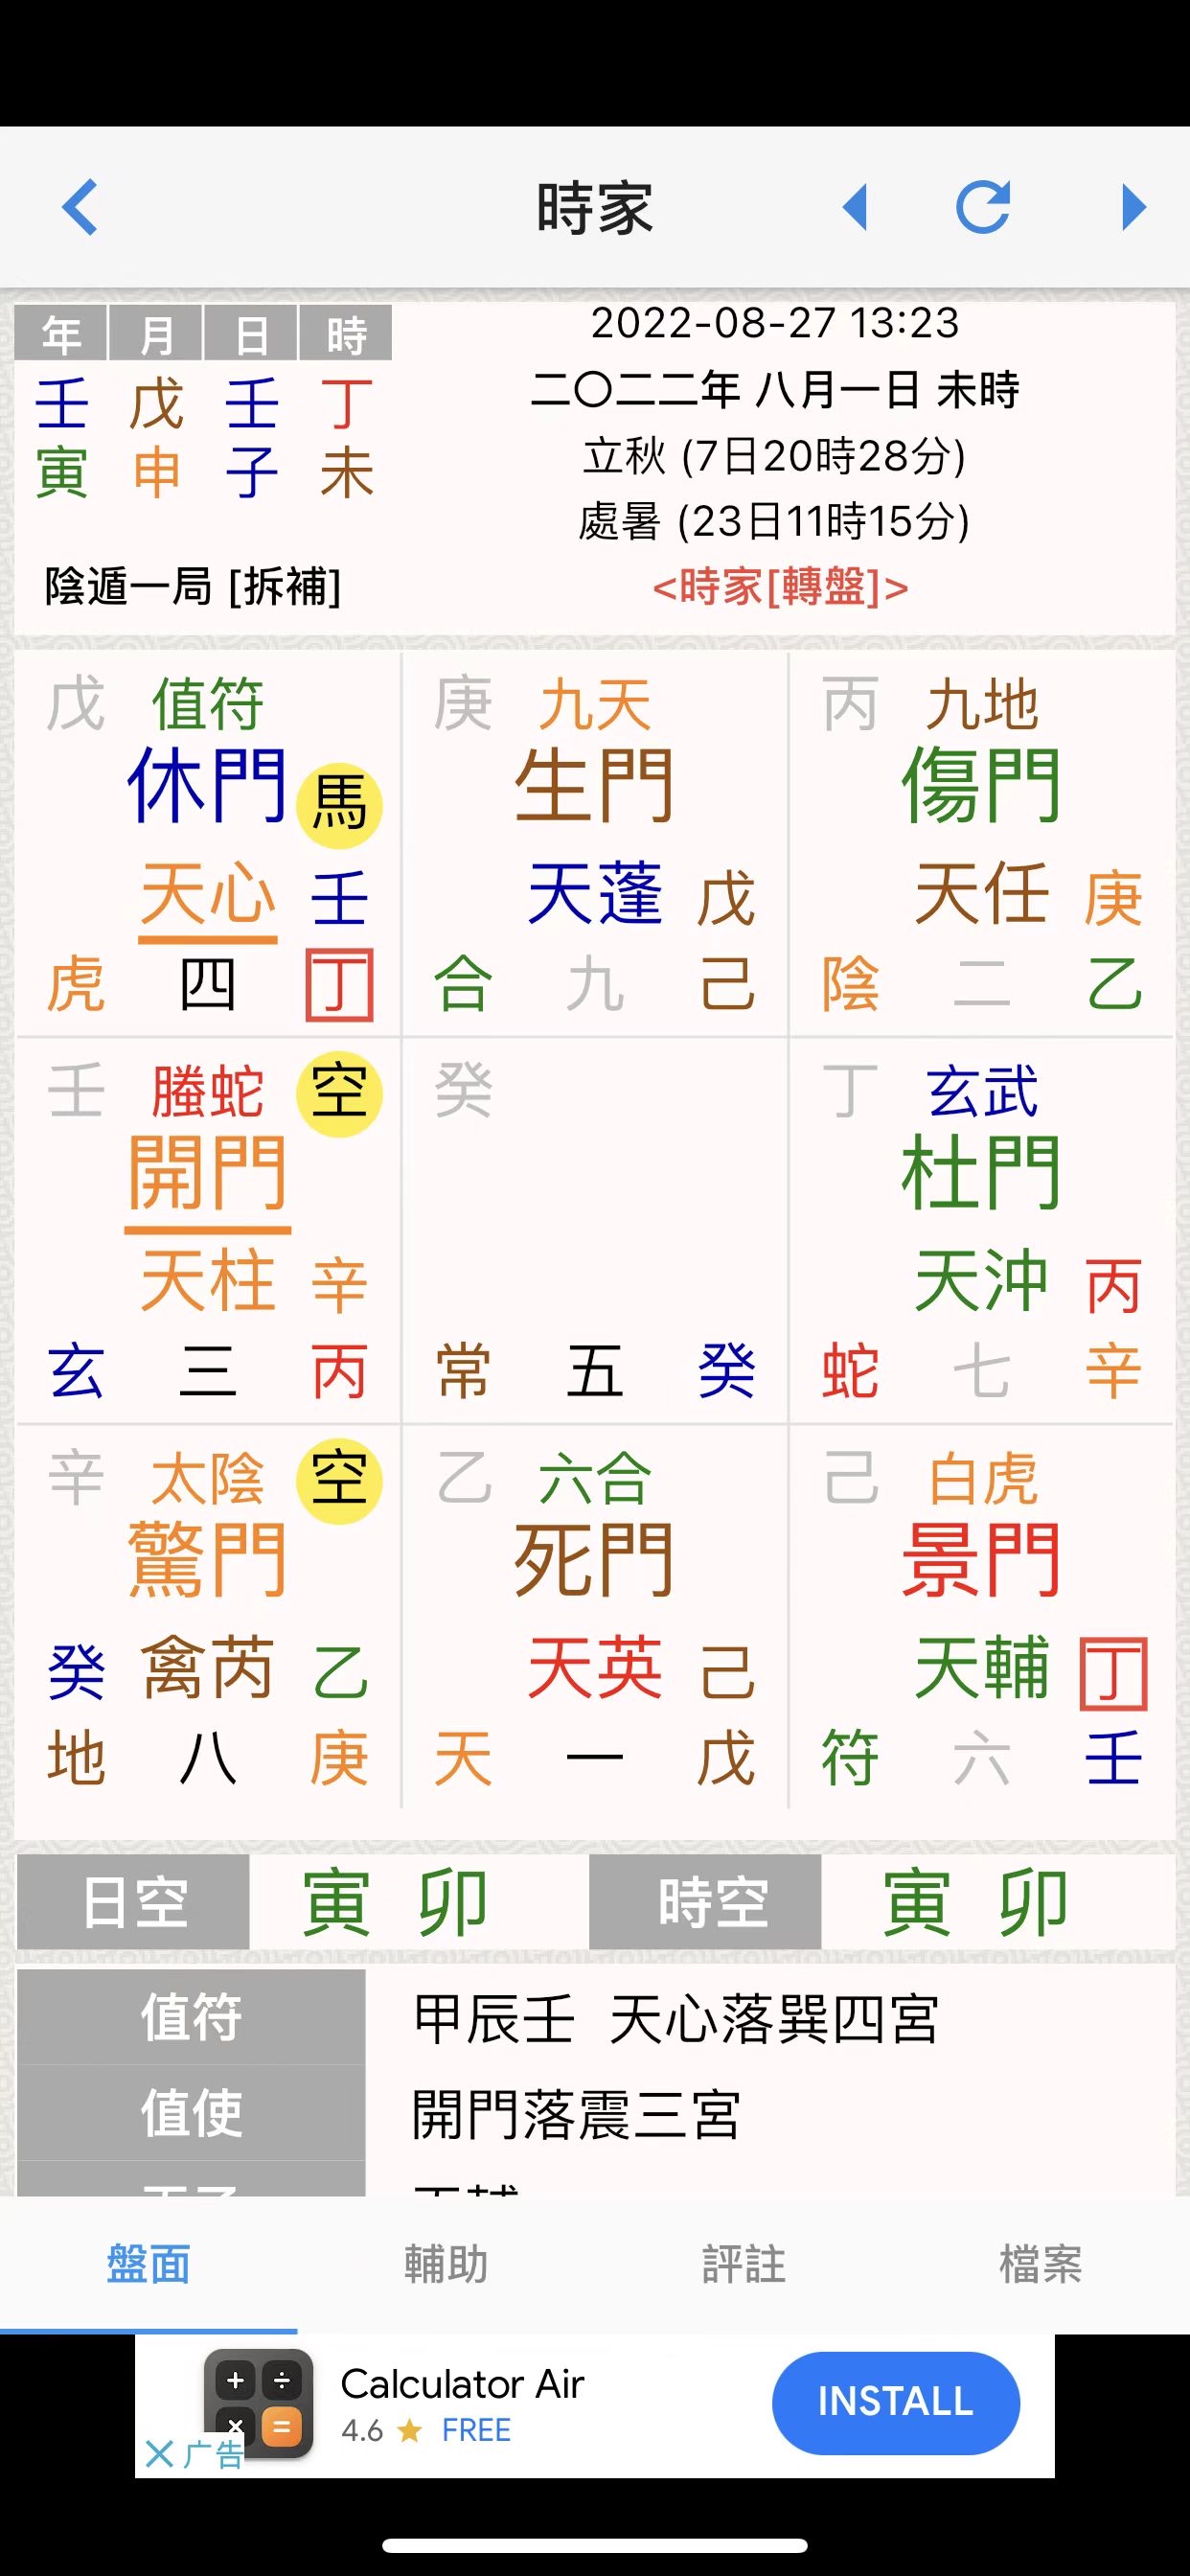 時家
年 月 日 時
壬 戊 壬 丁
寅 申 子 未
陰遁一局 [拆補]
2022-08-27 13:23
二〇二二年 八月一日 未時
立秋 (7日20時28分)
處暑 (23日11時15分)
<時家[轉盤]>
戊 值符
休門 馬
天心 壬
虎 四 丁
庚 九天
生門
天蓬 戊
合 九 己
丙 九地
傷門
天任 庚
陰 二 乙
壬 騰蛇 空
開門
天柱 辛
玄 三 丙
癸
常 五 癸
丁 玄武
杜門
天沖 丙
蛇 七 辛
辛 太陰 空
驚門
癸 禽芮 乙
地 八 庚
乙 六合
死門
天英 己
天 一 戊
己 白虎
景門
天輔 丁
符 六 壬
日空 寅 卯 時空 寅 卯
值符 甲辰壬 天心落巽四宮
值使 開門落震三宮
盤面 輔助 評註 檔案
Calculator Air
4.6 FREE
INSTALL
广告